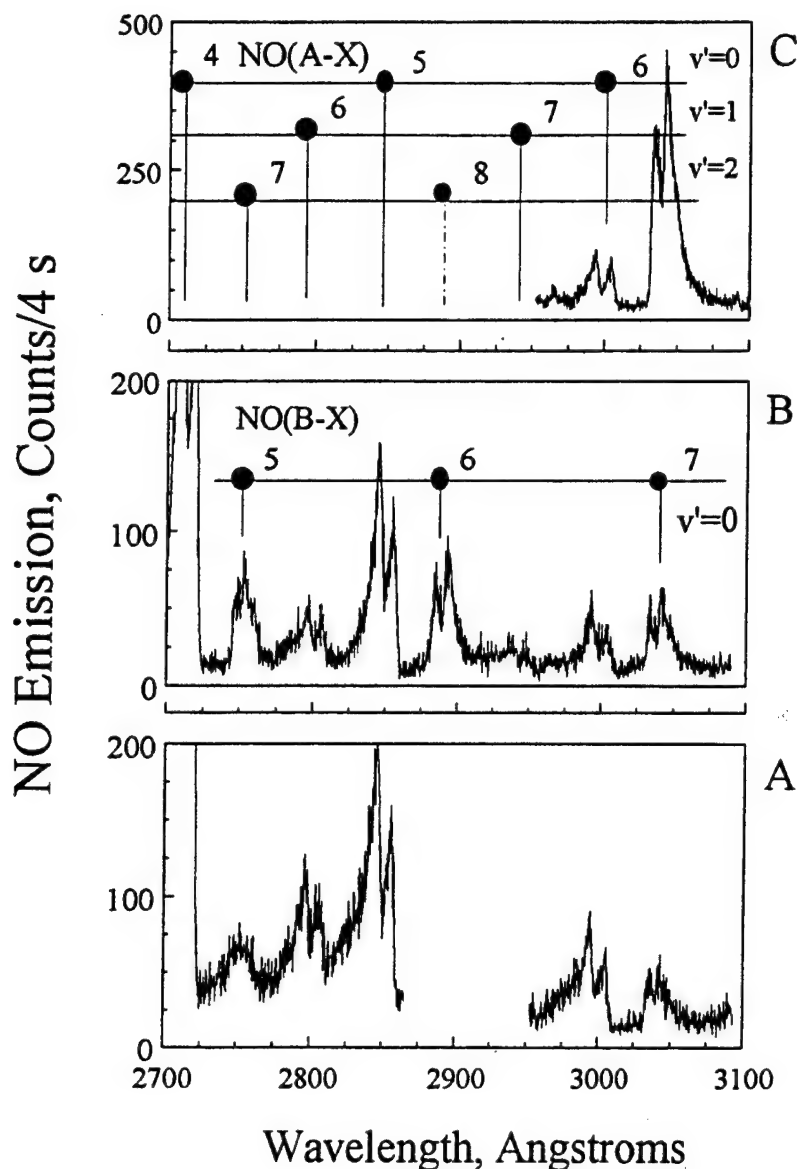 NO Emission, Counts/4 s
500
250
0
4 NO(A-X) 5 6 v'=0
6 7 v'=1
7 8 v'=2
C
200
100
0
NO(B-X)
5 6 7
v'=0
B
200
100
0
A
2700 2800 2900 3000 3100
Wavelength, Angstroms